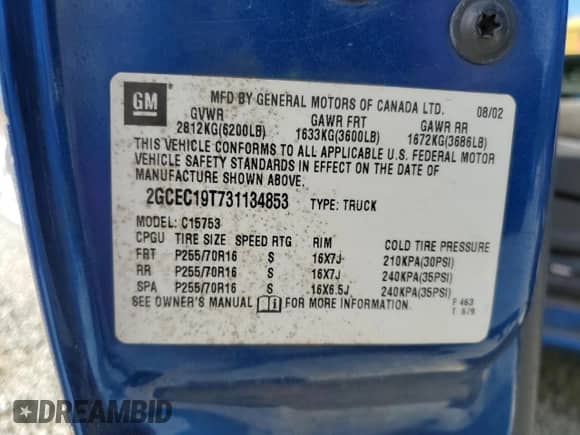 GM
MFD BY GENERAL MOTORS OF CANADA LTD. 08/02
GVWR GAWR FRT GAWR RR
2812KG(6200LB) 1633KG(3600LB) 1672KG(3686LB)
THIS VEHICLE CONFORMS TO ALL APPLICABLE U.S. FEDERAL MOTOR
VEHICLE SAFETY STANDARDS IN EFFECT ON THE DATE OF
MANUFACTURE SHOWN ABOVE.
2GCEC19T731134853 TYPE: TRUCK
MODEL: C15753
CPGU TIRE SIZE SPEED RTG RIM COLD TIRE PRESSURE
FRT P255/70R16 S 16X7J 210KPA(30PSI)
RR P255/70R16 S 16X7J 240KPA(35PSI)
SPA P255/70R16 S 16X6.5J 240KPA(35PSI)
SEE OWNER'S MANUAL i FOR MORE INFORMATION.
P 463
DREAMBID